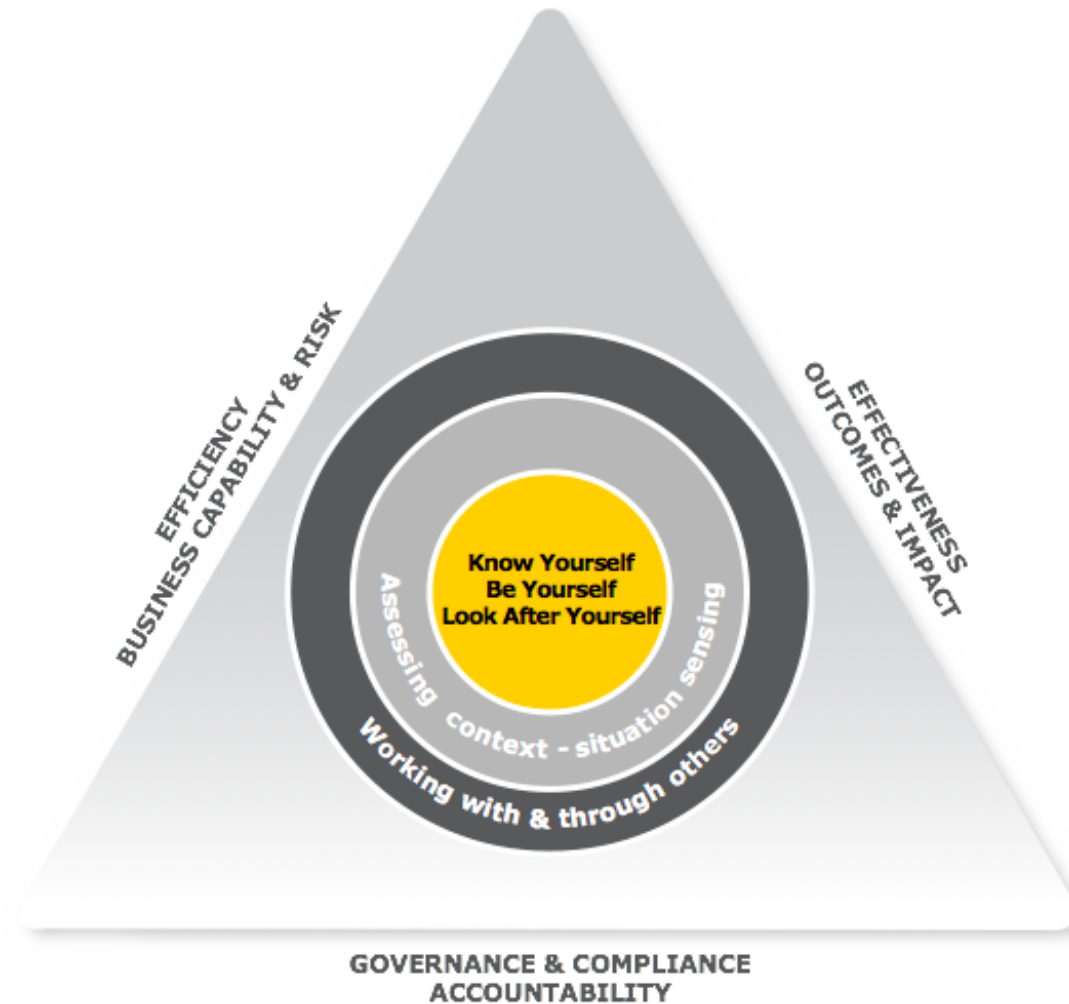 EFFICIENCY
BUSINESS CAPABILITY & RISK
EFFECTIVENESS
OUTCOMES & IMPACT
Know Yourself
Be Yourself
Look After Yourself
Assessing context - situation sensing
Working with & through others
GOVERNANCE & COMPLIANCE
ACCOUNTABILITY